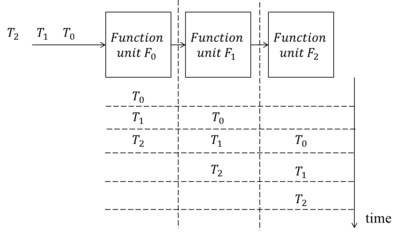 T₂ T₁ T₀
Function unit F₀
Function unit F₁
Function unit F₂
T₀
T₁ T₀
T₂ T₁ T₀
T₂ T₁
T₂
time